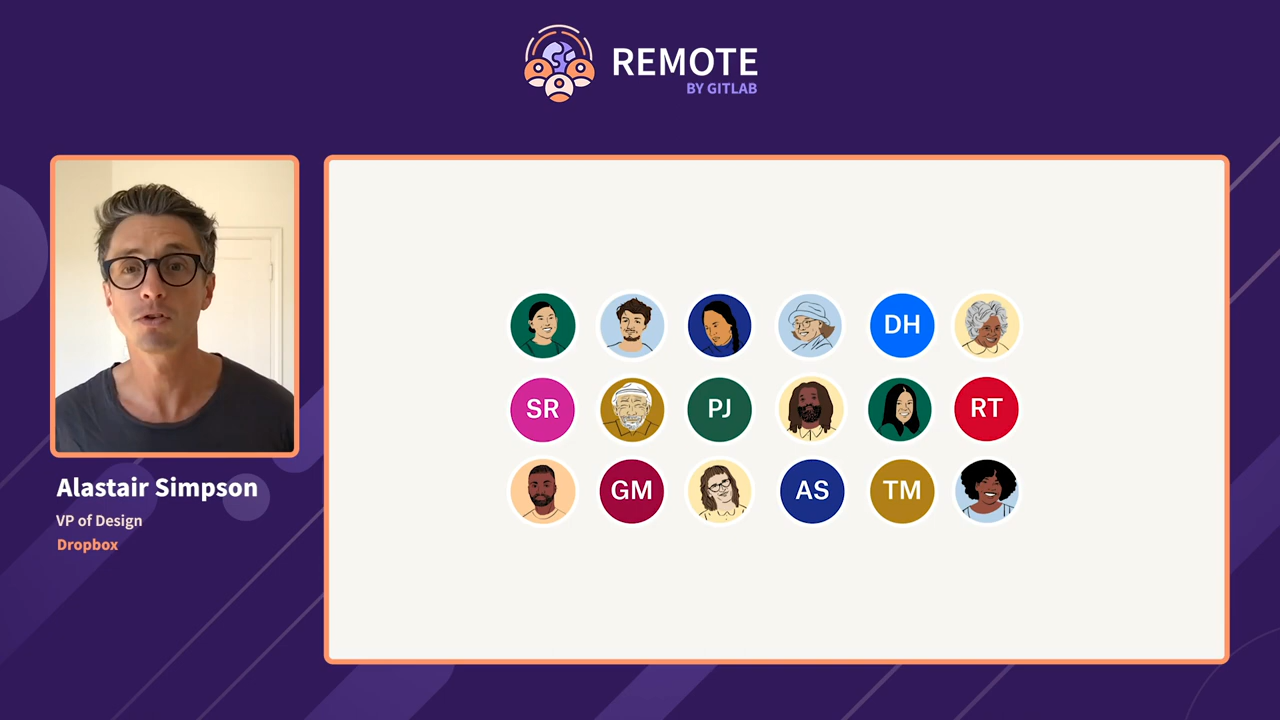 REMOTE
BY GITLAB
DH
SR
PJ
RT
GM
AS
TM
Alastair Simpson
VP of Design
Dropbox